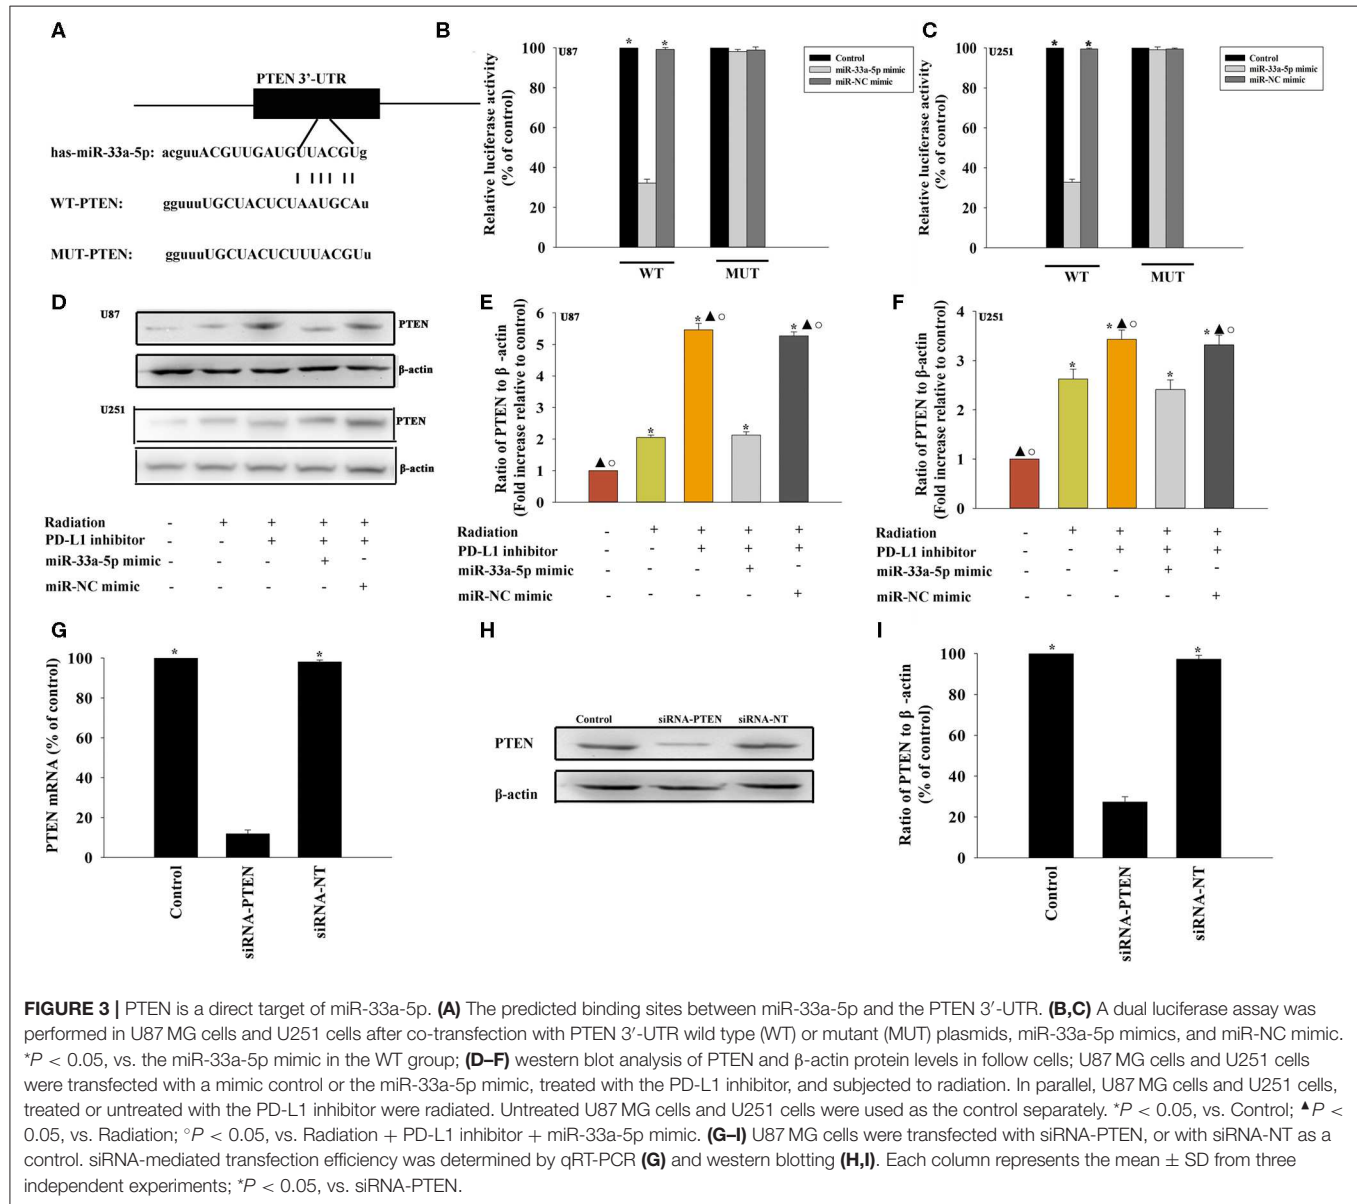 A
PTEN 3'-UTR
has-miR-33a-5p: acguuACGUUGAUGUUACGUg
WT-PTEN: gguuuUGCUACUCUAAUGCAu
MUT-PTEN: gguuuUGCUACUCUUUACGUu
B
U87
Relative luciferase activity
(% of control)
100
80
60
40
20
0
* *
Control
miR-33a-5p mimic
miR-NC mimic
WT MUT
C
U251
Relative luciferase activity
(% of control)
100
80
60
40
20
0
* *
Control
miR-33a-5p mimic
miR-NC mimic
WT MUT
D
U87
PTEN
β-actin
U251
PTEN
β-actin
Radiation - + + + +
PD-L1 inhibitor - - + + +
miR-33a-5p mimic - - - + -
miR-NC mimic - - - - +
E
U87
Ratio of PTEN to β -actin
(Fold increase relative to control)
6
5
4
3
2
1
0
▲ ○ * * ▲ ○ * * ▲ ○
Radiation - + + + +
PD-L1 inhibitor - - + + +
miR-33a-5p mimic - - - + -
miR-NC mimic - - - - +
F
U251
Ratio of PTEN to β-actin
(Fold increase relative to control)
4
3
2
1
0
▲ ○ * * ▲ ○ * * ▲ ○
Radiation - + + + +
PD-L1 inhibitor - - + + +
miR-33a-5p mimic - - - + -
miR-NC mimic - - - - +
G
PTEN mRNA (% of control)
100
80
60
40
20
0
* *
Control siRNA-PTEN siRNA-NT
H
Control siRNA-PTEN siRNA-NT
PTEN
β-actin
I
Ratio of PTEN to β -actin
(% of control)
100
80
60
40
20
0
* *
Control siRNA-PTEN siRNA-NT
FIGURE 3 | PTEN is a direct target of miR-33a-5p. (A) The predicted binding sites between miR-33a-5p and the PTEN 3′-UTR. (B,C) A dual luciferase assay was
performed in U87 MG cells and U251 cells after co-transfection with PTEN 3′-UTR wild type (WT) or mutant (MUT) plasmids, miR-33a-5p mimics, and miR-NC mimic.
*P < 0.05, vs. the miR-33a-5p mimic in the WT group; (D–F) western blot analysis of PTEN and β-actin protein levels in follow cells; U87 MG cells and U251 cells
were transfected with a mimic control or the miR-33a-5p mimic, treated with the PD-L1 inhibitor, and subjected to radiation. In parallel, U87 MG cells and U251 cells,
treated or untreated with the PD-L1 inhibitor were radiated. Untreated U87 MG cells and U251 cells were used as the control separately. *P < 0.05, vs. Control; ▲P <
0.05, vs. Radiation; °P < 0.05, vs. Radiation + PD-L1 inhibitor + miR-33a-5p mimic. (G–I) U87 MG cells were transfected with siRNA-PTEN, or with siRNA-NT as a
control. siRNA-mediated transfection efficiency was determined by qRT-PCR (G) and western blotting (H,I). Each column represents the mean ± SD from three
independent experiments; *P < 0.05, vs. siRNA-PTEN.